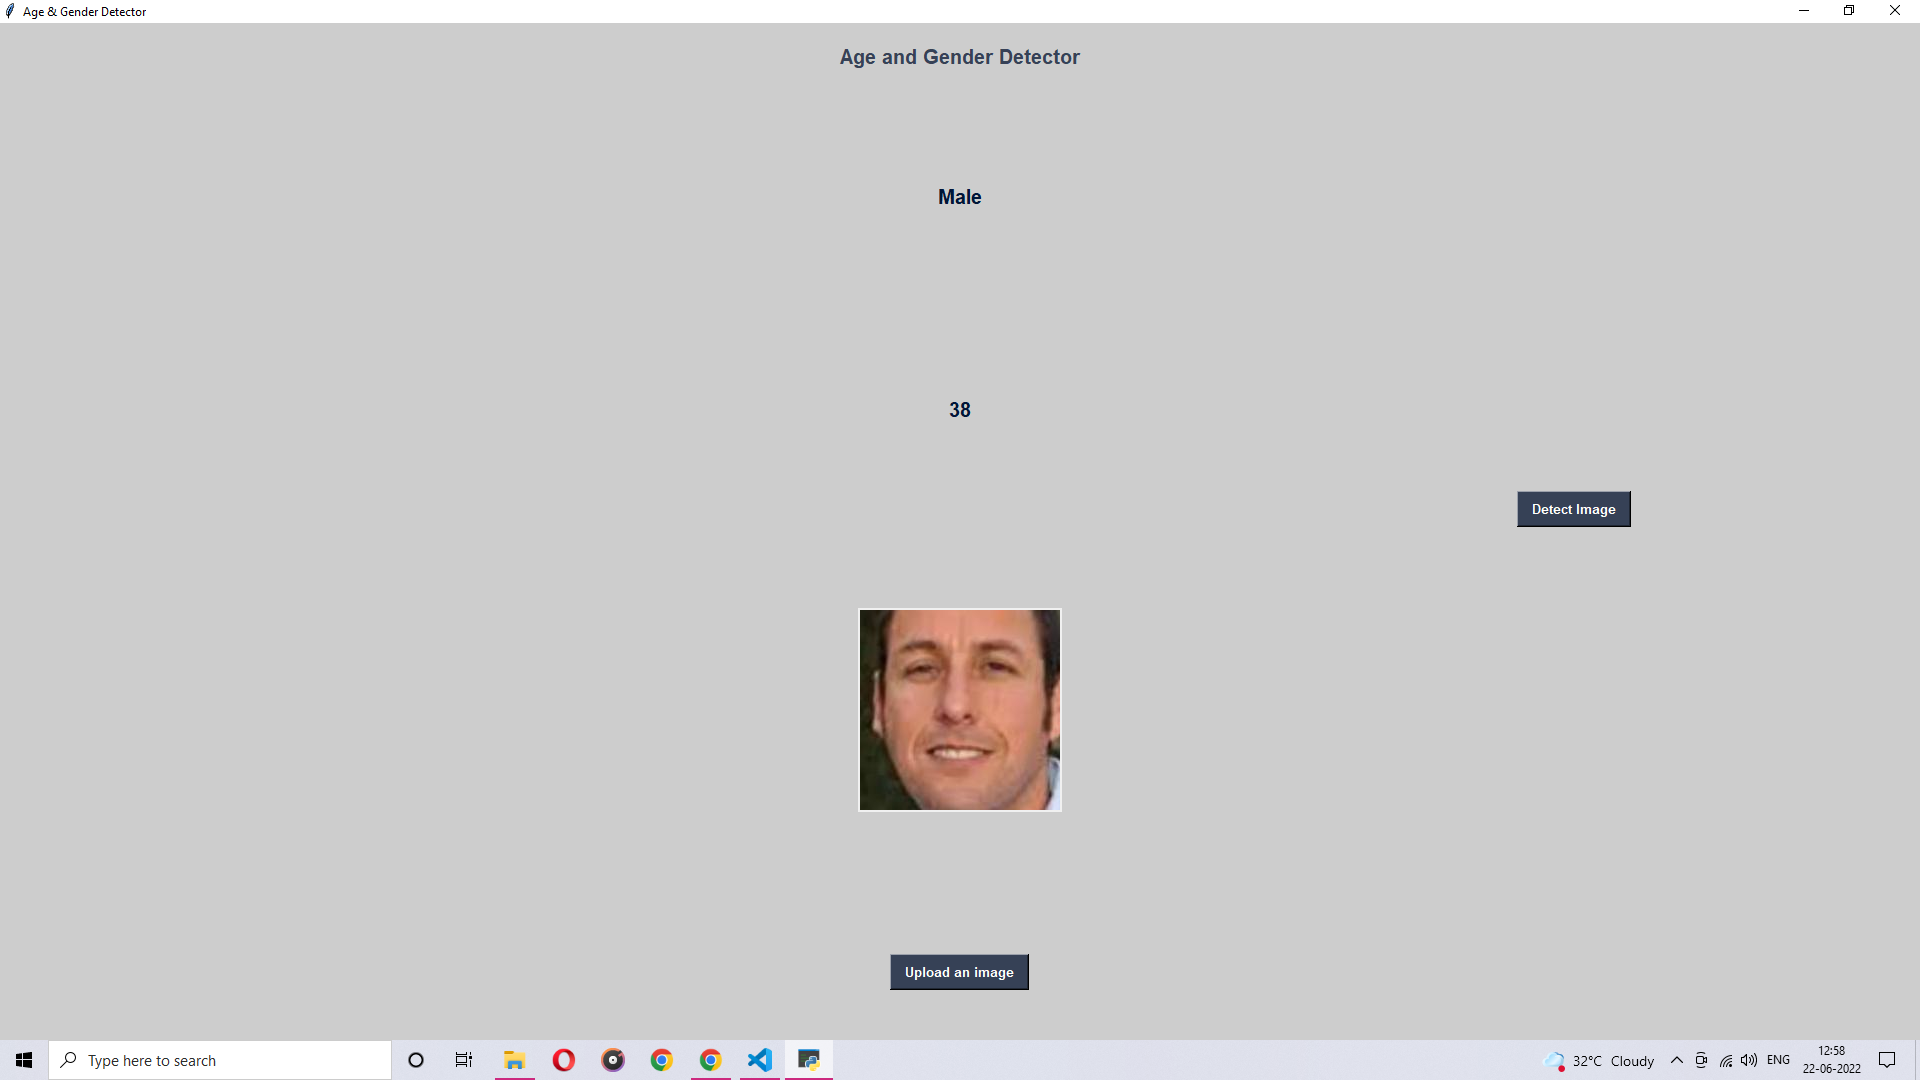 Age & Gender Detector
Age and Gender Detector
Male
38
Detect Image
Upload an image
Type here to search
32°C Cloudy
ENG
12:58
22-06-2022